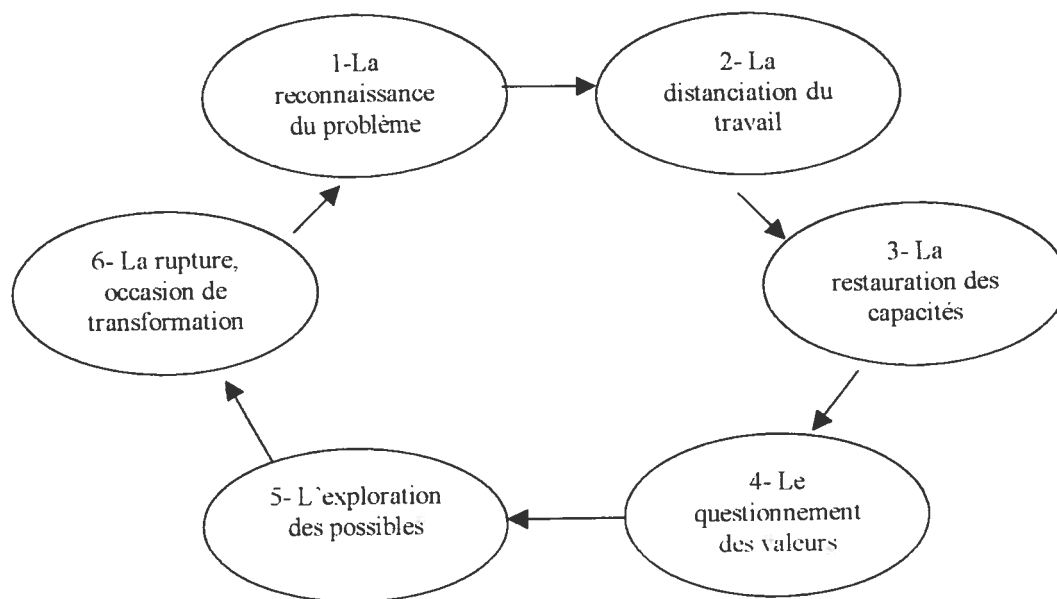 1-La
reconnaissance
du problème
2- La
distanciation du
travail
3- La
restauration des
capacités
4- Le
questionnement
des valeurs
5- L`exploration
des possibles
6- La rupture,
occasion de
transformation